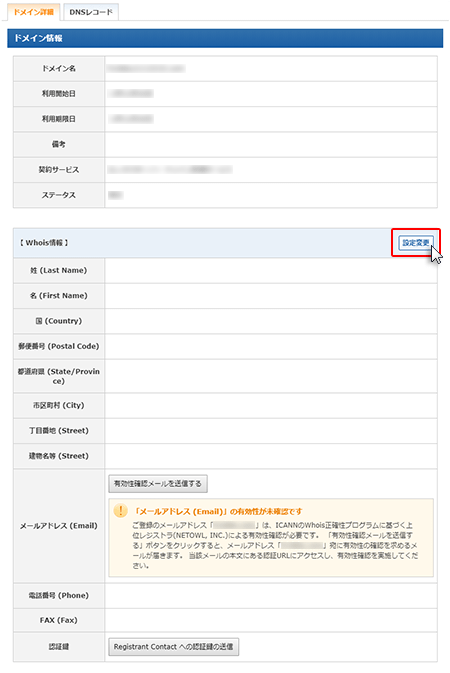 ドメイン詳細
DNSレコード
ドメイン情報
ドメイン名
利用開始日
利用期限日
備考
契約サービス
ステータス
【 Whois情報 】
設定変更
姓 (Last Name)
名 (First Name)
国 (Country)
郵便番号 (Postal Code)
都道府県 (State/Provin
ce)
市区町村 (City)
丁目番地 (Street)
建物名等 (Street)
メールアドレス (Email)
有効性確認メールを送信する
「メールアドレス (Email)」の有効性が未確認です
ご登録のメールアドレス「 」は、ICANNのWhois正確性プログラムに基づく上
位レジストラ(NETOWL, INC.)による有効性確認が必要です。 「有効性確認メールを送信す
る」ボタンをクリックすると、メールアドレス「 」宛に有効性の確認を求めるメ
ールが届きます。 当該メールの本文にある認証URLにアクセスし、有効性確認を実施してくだ
さい。
電話番号 (Phone)
FAX (Fax)
認証鍵
Registrant Contact への認証鍵の送信